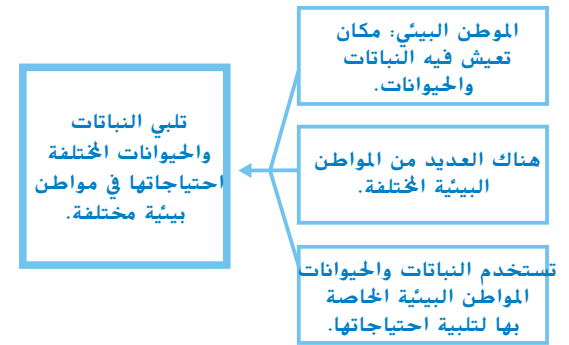 الموطن البيئي: مكان
تعيش فيه النباتات
والحيوانات.
هناك العديد من المواطن
البيئية المختلفة.
تستخدم النباتات والحيوانات
المواطن البيئية الخاصة
بها لتلبية احتياجاتها.
تلبي النباتات
والحيوانات المختلفة
احتياجاتها في مواطن
بيئية مختلفة.